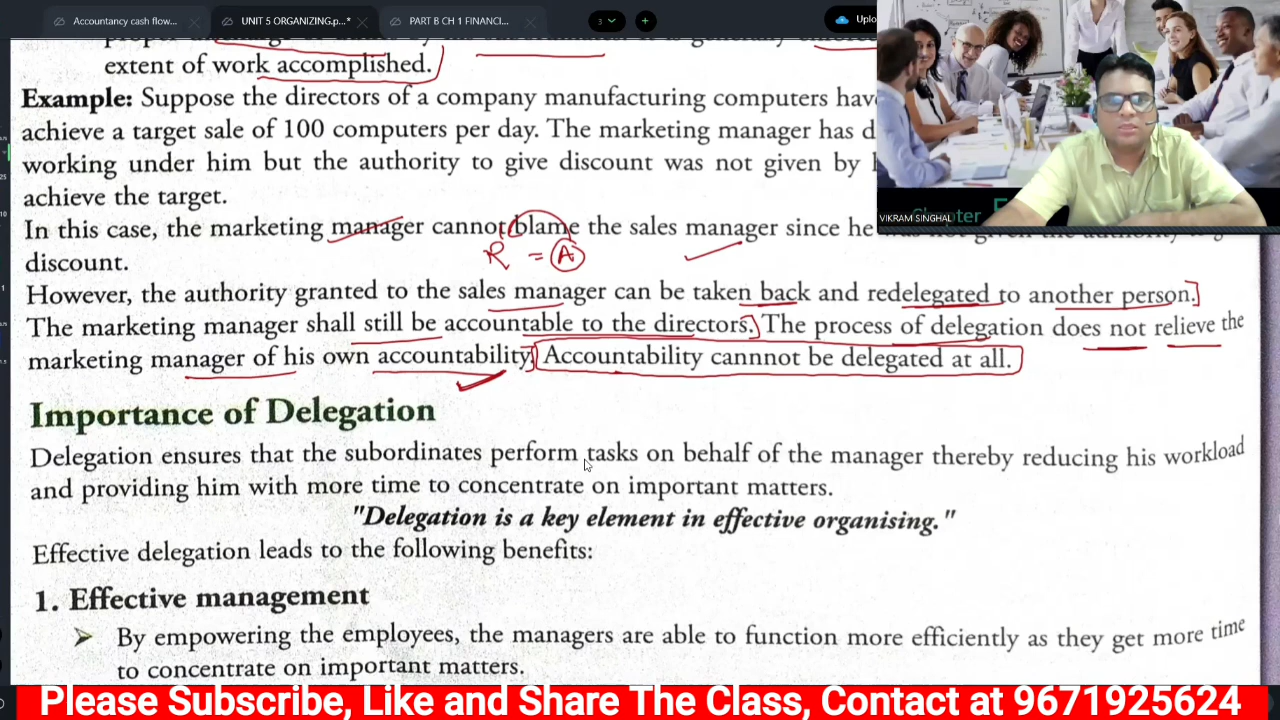 Accountancy cash flow...
UNIT 5 ORGANIZING.p...*
PART B CH 1 FINANCI...
3
Uplo
extent of work accomplished.
Example: Suppose the directors of a company manufacturing computers hav
achieve a target sale of 100 computers per day. The marketing manager has d
working under him but the authority to give discount was not given by
achieve the target.
In this case, the marketing manager cannot blame the sales manager since he
discount.
R = A
However, the authority granted to the sales manager can be taken back and redelegated to another person.
The marketing manager shall still be accountable to the directors. The process of delegation does not relieve the
marketing manager of his own accountability. Accountability cannnot be delegated at all.
Importance of Delegation
Delegation ensures that the subordinates perform tasks on behalf of the manager thereby reducing his workload
and providing him with more time to concentrate on important matters.
"Delegation is a key element in effective organising."
Effective delegation leads to the following benefits:
1. Effective management
➤ By empowering the employees, the managers are able to function more efficiently as they get more time
to concentrate on important matters.
VIKRAM SINGHAL
Please Subscribe, Like and Share The Class, Contact at 9671925624